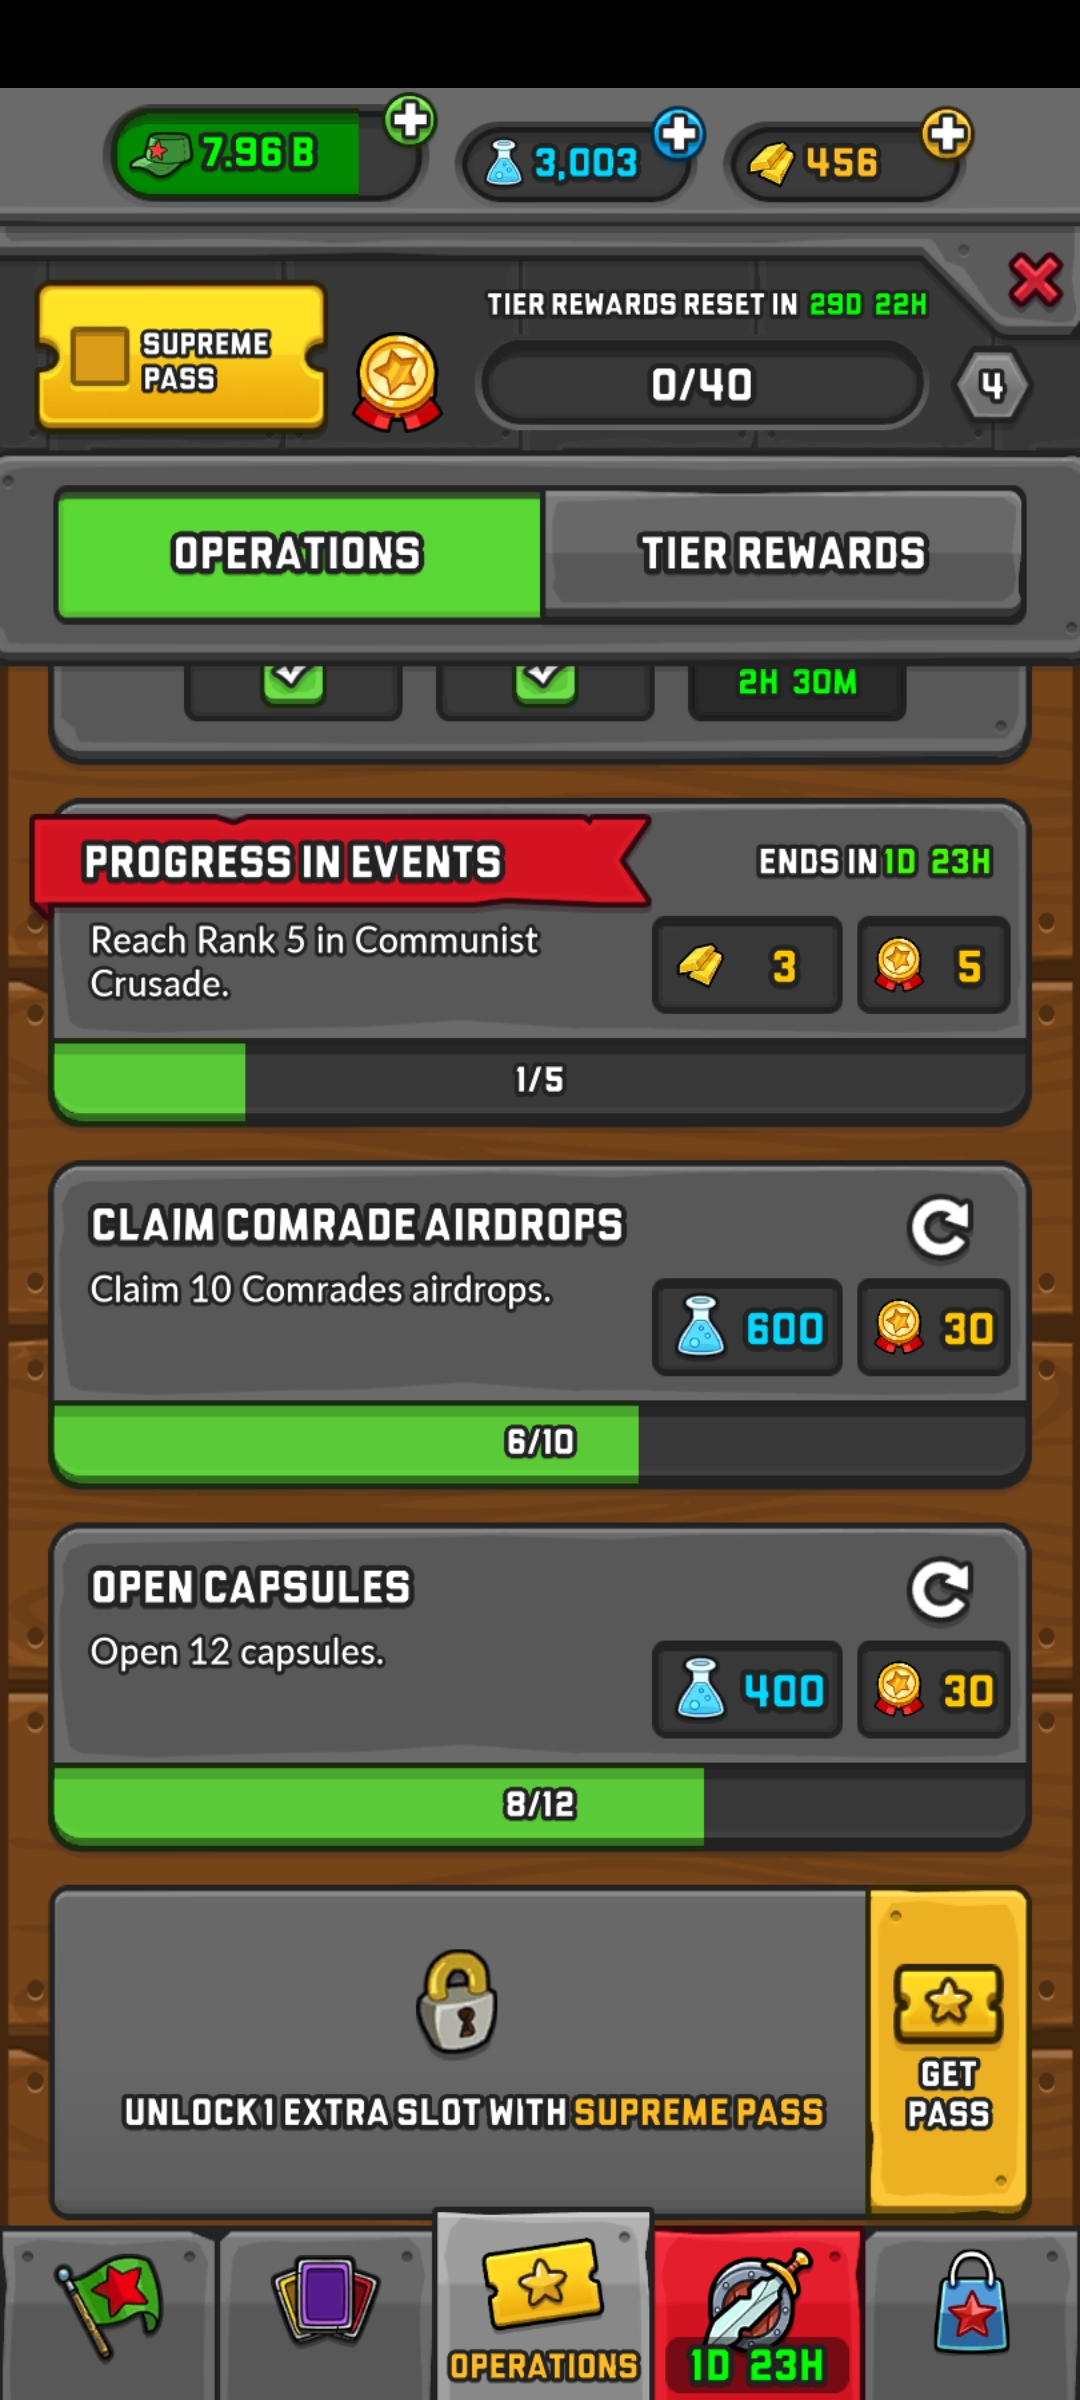 7.96 B
3,003
456
TIER REWARDS RESET IN 29D 22H
SUPREME
PASS
0/40
4
OPERATIONS
TIER REWARDS
2H 30M
PROGRESS IN EVENTS
ENDS IN 1D 23H
Reach Rank 5 in Communist
Crusade.
3
5
1/5
CLAIM COMRADE AIRDROPS
Claim 10 Comrades airdrops.
600
30
6/10
OPEN CAPSULES
Open 12 capsules.
400
30
8/12
UNLOCK 1 EXTRA SLOT WITH SUPREME PASS
GET
PASS
OPERATIONS
1D 23H